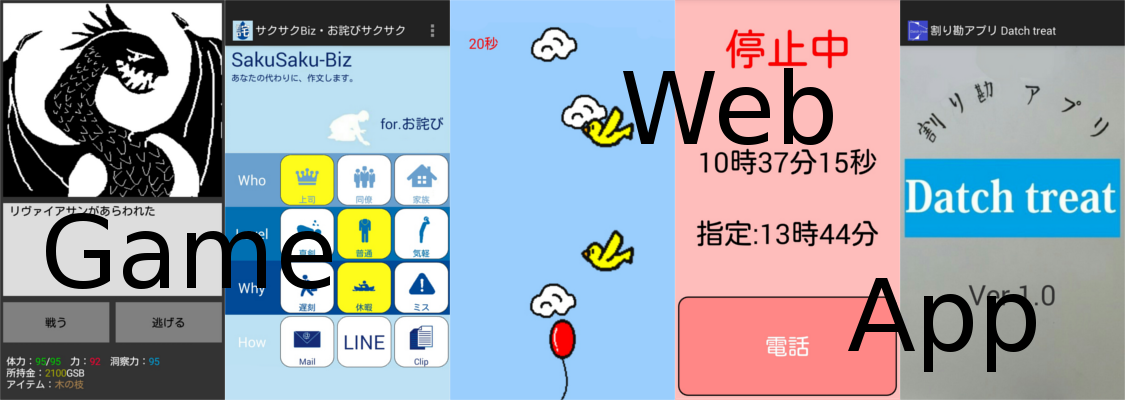 リヴァイアサンがあらわれた
戦う
逃げる
体力：95/95 力：92 洞察力：95
所持金：2100GSB
アイテム：木の枝
Game
サクサクBiz・お詫びサクサク
SakuSaku-Biz
あなたの代わりに、作文します。
for.お詫び
Who
上司
同僚
家族
普通
気軽
Why
遅刻
休暇
ミス
How
Mail
LINE
Clip
20秒
Web
停止中
10時37分15秒
指定:13時44分
電話
App
割り勘アプリ Datch treat
割り勘アプリ
Datch treat
Ver 1.0